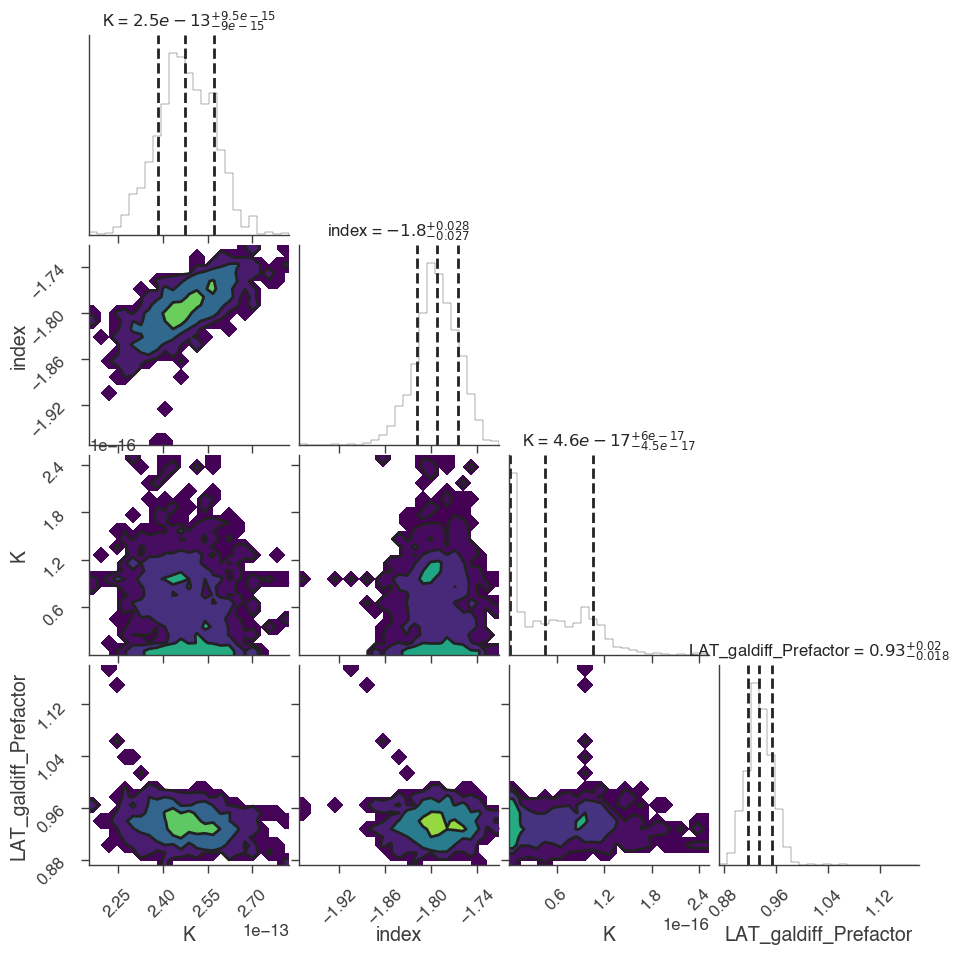 K = 2.5e−13 +9.5e−15 −9e−15
index = −1.8 +0.028 −0.027
−1.74
−1.80
−1.86
−1.92
index
1e−16
K = 4.6e−17 +6e−17 −4.5e−17
2.4
1.8
1.2
0.6
K
LAT_galdiff_Prefactor = 0.93 +0.02 −0.018
1.12
1.04
0.96
0.88
LAT_galdiff_Prefactor
2.25 2.40 2.55 2.70
−1.92 −1.86 −1.80 −1.74
0.6 1.2 1.8 2.4
0.88 0.96 1.04 1.12
1e−13
1e−16
K index K LAT_galdiff_Prefactor